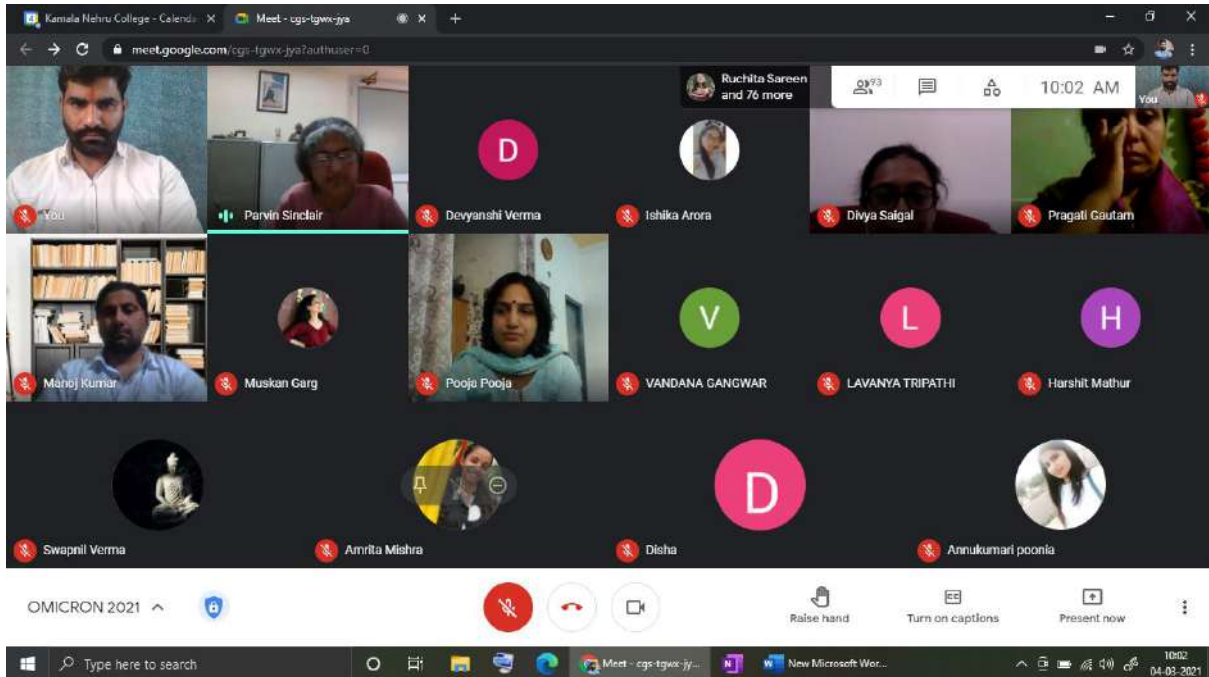 Kamala Nehru College - Calenda
Meet - cgs-tgwx-jya
meet.google.com/cgs-tgwx-jya?authuser=0
Ruchita Sareen
and 76 more
93
10:02 AM
You
You
Parvin Sinclair
D
Devyanshi Verma
Ishika Arora
Divya Saigal
Pragati Gautam
Manoj Kumar
Muskan Garg
Pooja Pooja
V
VANDANA GANGWAR
L
LAVANYA TRIPATHI
H
Harshit Mathur
Swapnil Verma
Amrita Mishra
D
Disha
Annukumari poonia
OMICRON 2021
Raise hand
CC
Turn on captions
Present now
Type here to search
Meet - cgs-tgwx-jy...
N
W
New Microsoft Wor...
10:02
04-03-2021